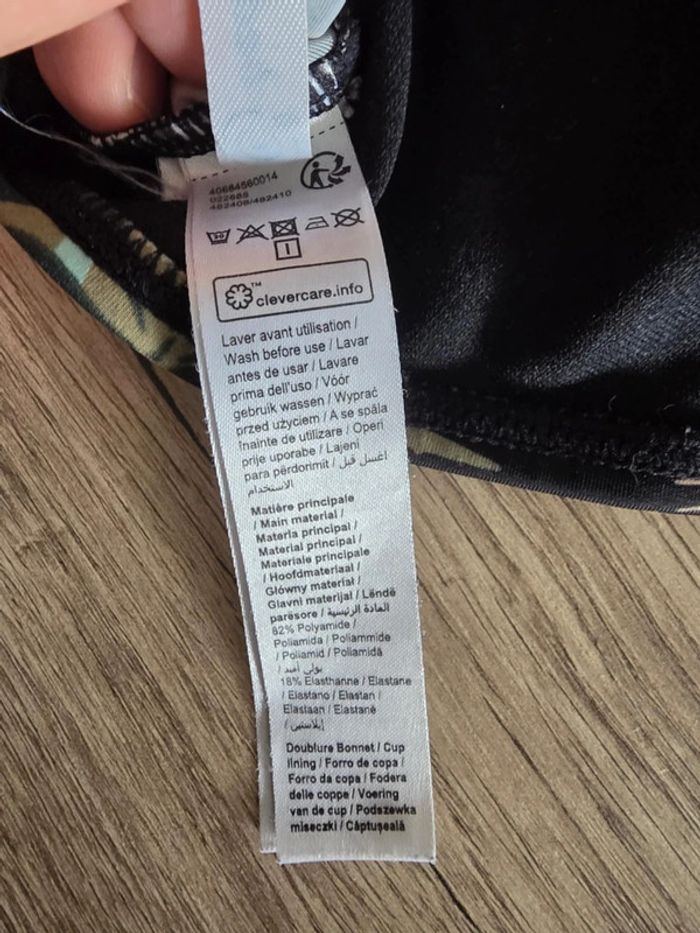 40684560014
022685
482408/482410
30
™
clevercare.info
Laver avant utilisation /
Wash before use / Lavar
antes de usar / Lavare
prima dell'uso / Vóór
gebruik wassen / Wyprać
przed użyciem / A se spăla
înainte de utilizare / Operi
prije uporabe / Lajeni
para përdorimit / اغسل قبل
الاستخدام
Matière principale
/ Main material /
Materia principal /
Material principal /
Materiale principale
/ Hoofdmateriaal /
Główny materiał /
Glavni materijal / Lëndë
parësore / المادة الرئيسية
82% Polyamide /
Poliamida / Poliammide
/ Poliamid / Poliamidă
/ بولي أميد
18% Elasthanne / Elastane
/ Elastano / Elastan /
Elastaan / Elastanë
/ إيلاستين
Doublure Bonnet / Cup
lining / Forro de copa /
Forro da copa / Fodera
delle coppe / Voering
van de cup / Podszewka
miseczki / Căptușeală